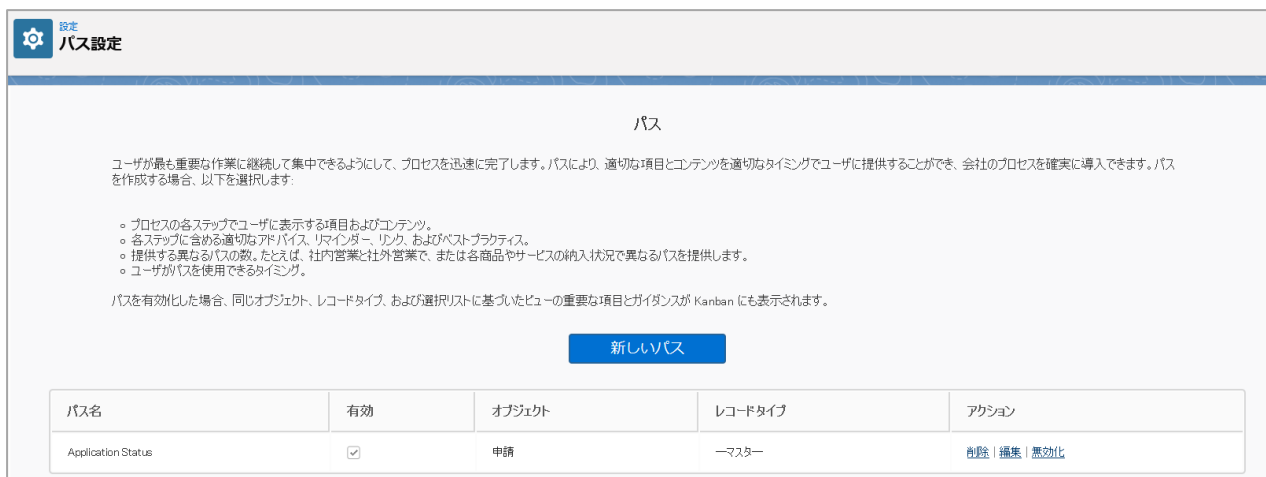 設定
パス設定
パス
ユーザが最も重要な作業に継続して集中できるようにして、プロセスを迅速に完了します。パスにより、適切な項目とコンテンツを適切なタイミングでユーザに提供することができ、会社のプロセスを確実に導入できます。パス
を作成する場合、以下を選択します:
プロセスの各ステップでユーザに表示する項目およびコンテンツ。
各ステップに含める適切なアドバイス、リマインダー、リンク、およびベストプラクティス。
提供する異なるパスの数。たとえば、社内営業と社外営業で、または各商品やサービスの納入状況で異なるパスを提供します。
ユーザがパスを使用できるタイミング。
パスを有効化した場合、同じオブジェクト、レコードタイプ、および選択リストに基づいたビューの重要な項目とガイダンスが Kanban にも表示されます。
新しいパス
パス名 有効 オブジェクト レコードタイプ アクション
Application Status 申請 —マスター— 削除 | 編集 | 無効化